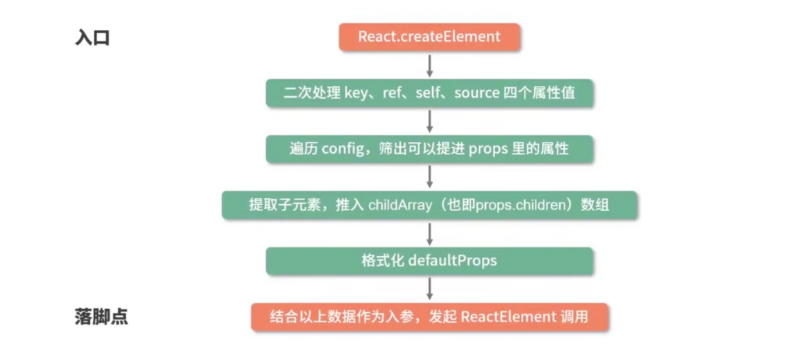 入口
React.createElement
二次处理 key、ref、self、source 四个属性值
遍历 config，筛出可以提进 props 里的属性
提取子元素，推入 childArray（也即props.children）数组
格式化 defaultProps
落脚点
结合以上数据作为入参，发起 ReactElement 调用